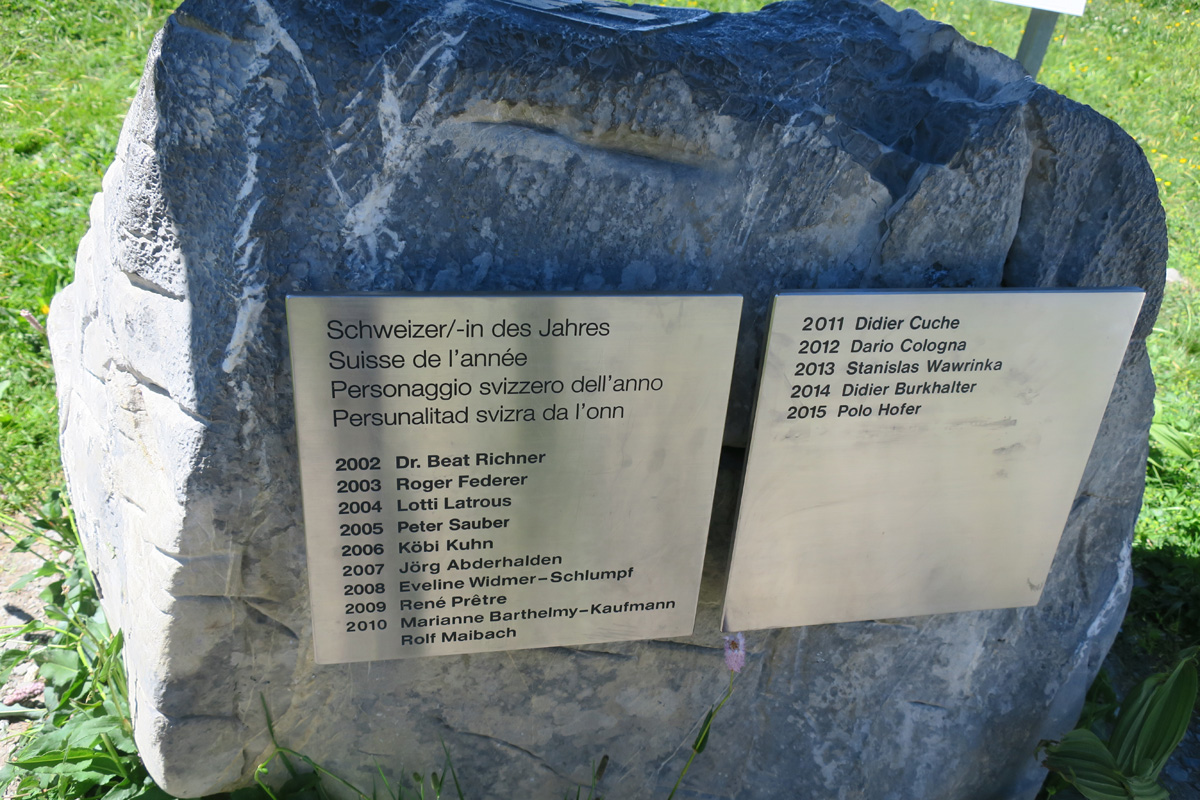 Schweizer/-in des Jahres
Suisse de l'année
Personaggio svizzero dell'anno
Persunalitad svizra da l'onn
2002 Dr. Beat Richner
2003 Roger Federer
2004 Lotti Latrous
2005 Peter Sauber
2006 Köbi Kuhn
2007 Jörg Abderhalden
2008 Eveline Widmer-Schlumpf
2009 René Prêtre
2010 Marianne Barthelmy-Kaufmann
Rolf Maibach
2011 Didier Cuche
2012 Dario Cologna
2013 Stanislas Wawrinka
2014 Didier Burkhalter
2015 Polo Hofer